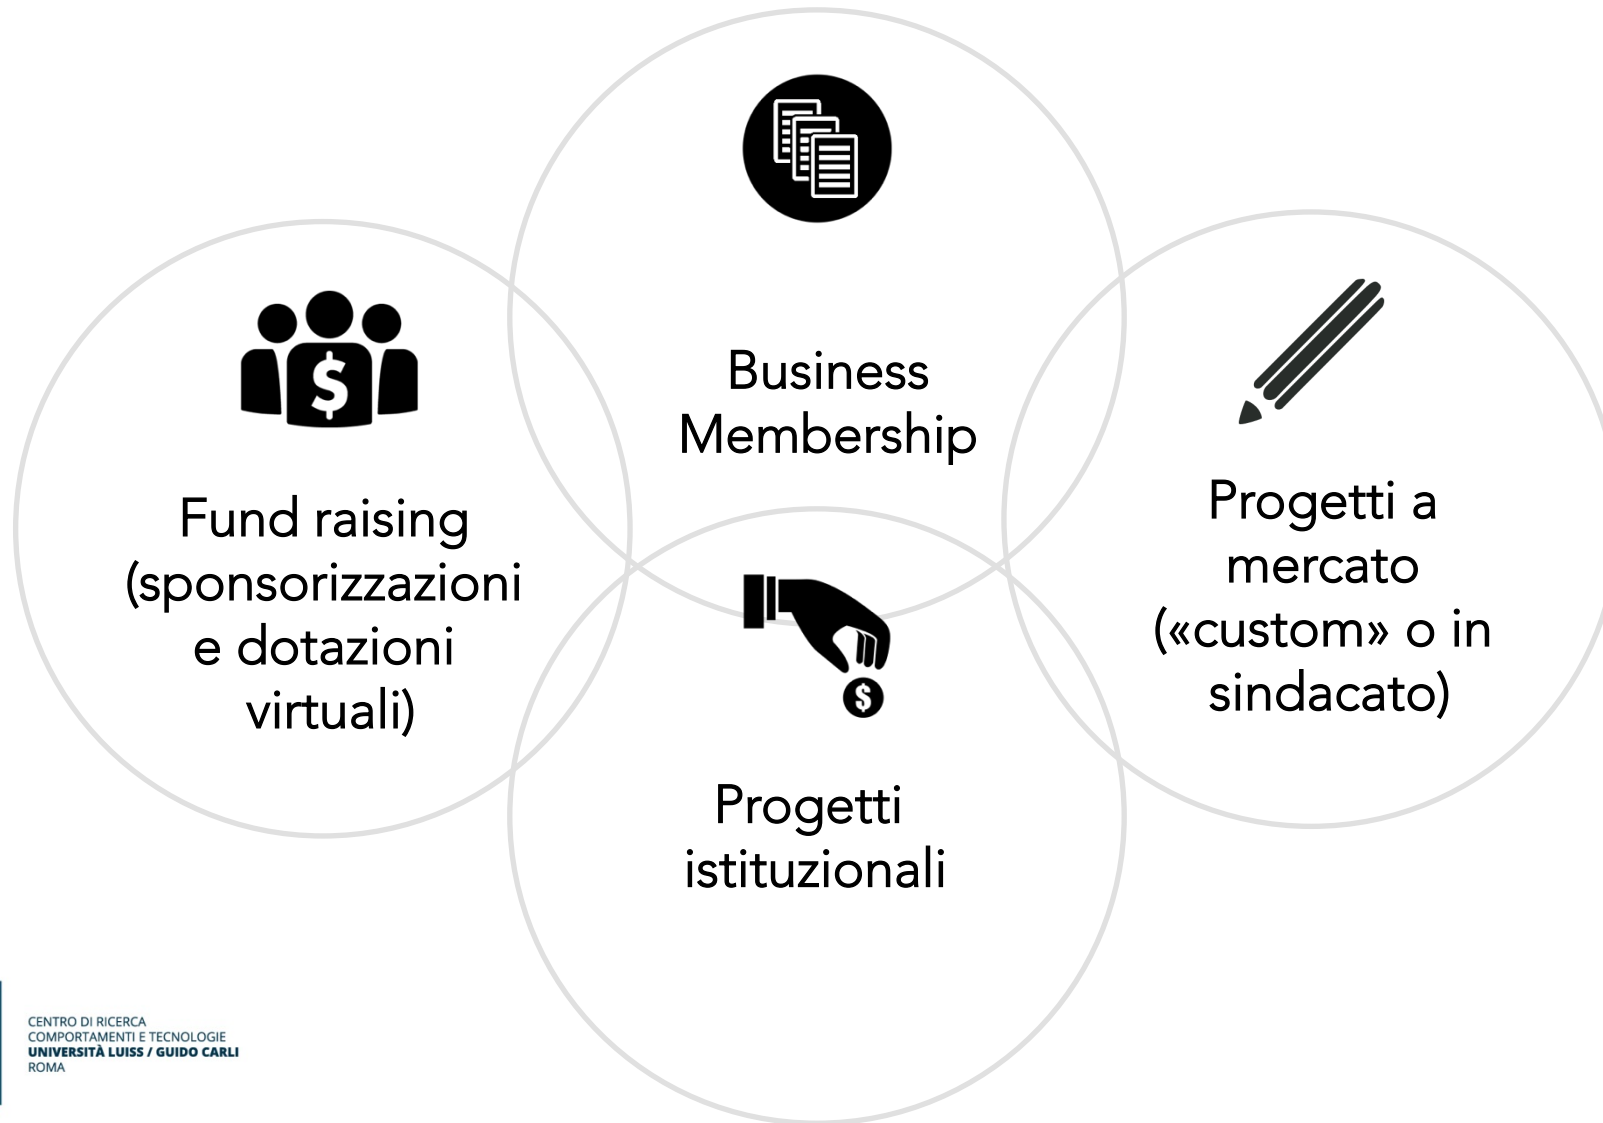 Business
Membership
Fund raising
(sponsorizzazioni
e dotazioni
virtuali)
Progetti a
mercato
(«custom» o in
sindacato)
$
$
Progetti
istituzionali
CENTRO DI RICERCA
COMPORTAMENTI E TECNOLOGIE
UNIVERSITÀ LUISS / GUIDO CARLI
ROMA